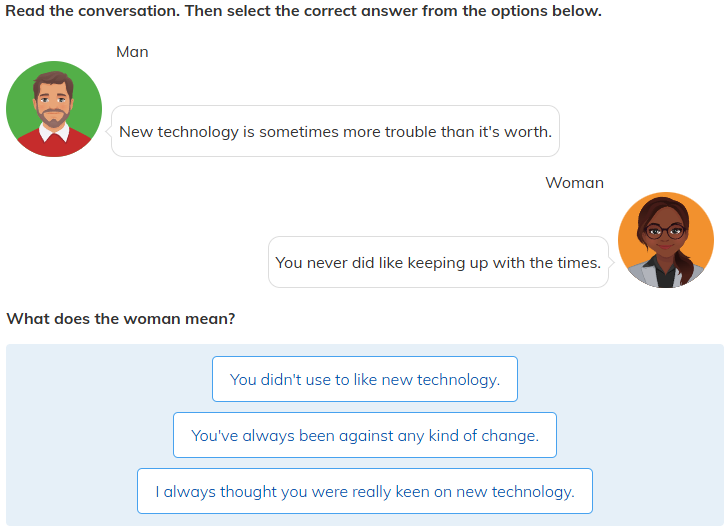 Read the conversation. Then select the correct answer from the options below.
Man
New technology is sometimes more trouble than it's worth.
Woman
You never did like keeping up with the times.
What does the woman mean?
You didn't use to like new technology.
You've always been against any kind of change.
I always thought you were really keen on new technology.